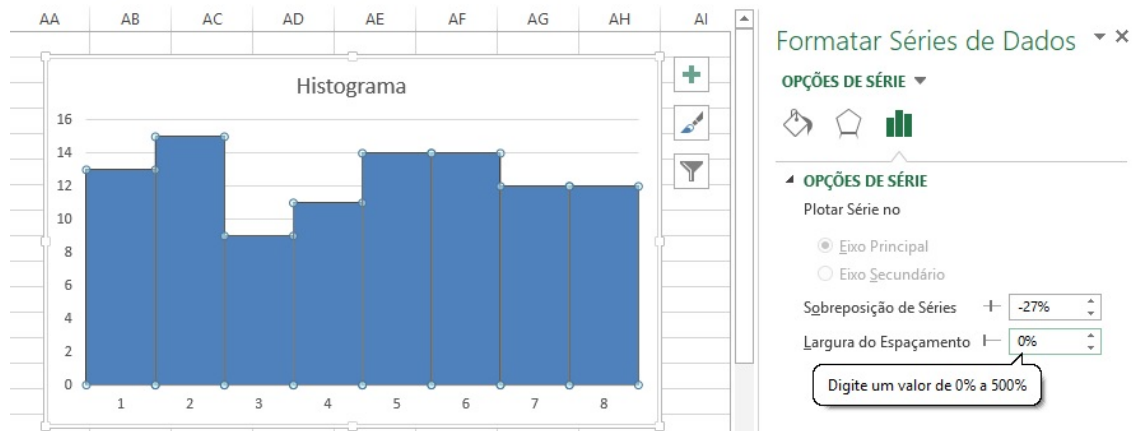 AA AB AC AD AE AF AG AH AI
Histograma
16
14
12
10
8
6
4
2
0
1 2 3 4 5 6 7 8
Formatar Séries de Dados
OPÇÕES DE SÉRIE
OPÇÕES DE SÉRIE
Plotar Série no
Eixo Principal
Eixo Secundário
Sobreposição de Séries -27%
Largura do Espaçamento 0%
Digite um valor de 0% a 500%